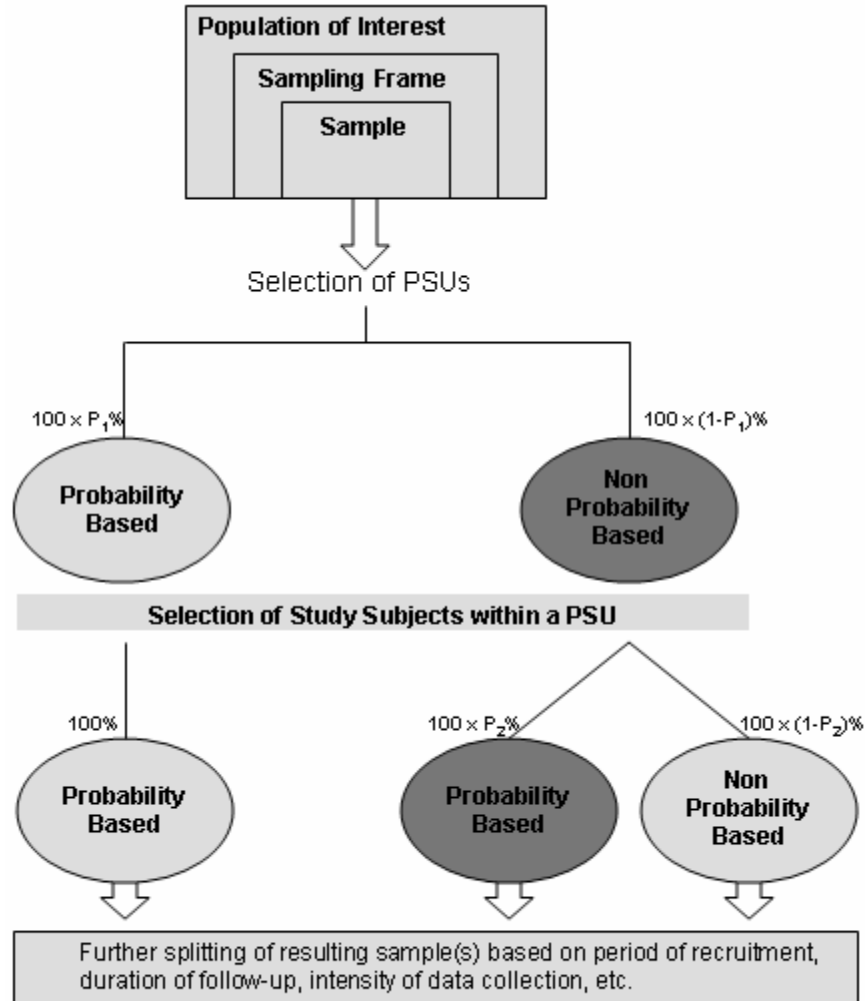 Population of Interest
Sampling Frame
Sample
Selection of PSUs
100 × P₁%
100 × (1-P₁)%
Probability
Based
Non
Probability
Based
Selection of Study Subjects within a PSU
100%
100 × P₂%
100 × (1-P₂)%
Probability
Based
Probability
Based
Non
Probability
Based
Further splitting of resulting sample(s) based on period of recruitment,
duration of follow-up, intensity of data collection, etc.